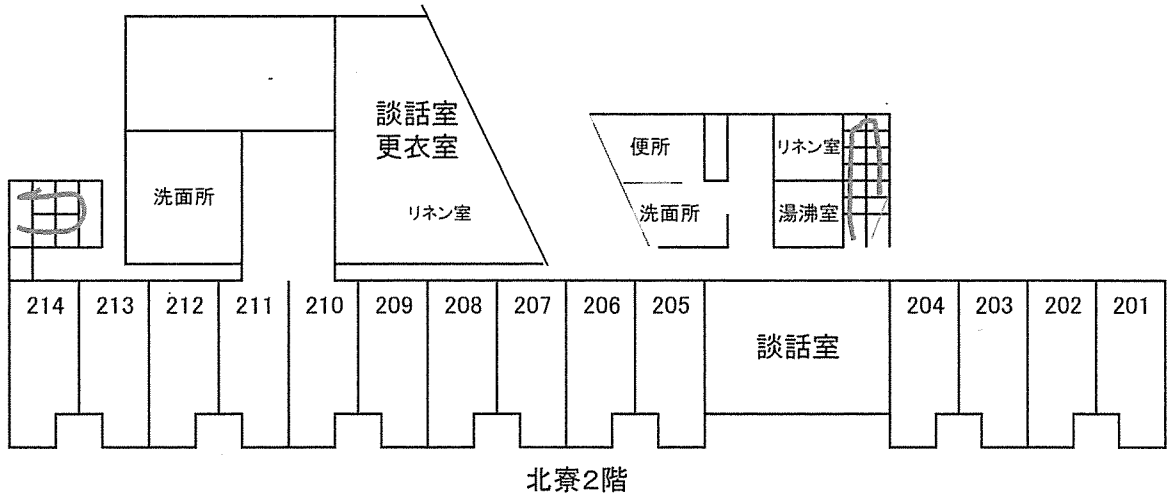 談話室
更衣室
便所
リネン室
洗面所
リネン室
洗面所
湯沸室
214
213
212
211
210
209
208
207
206
205
談話室
204
203
202
201
北寮2階